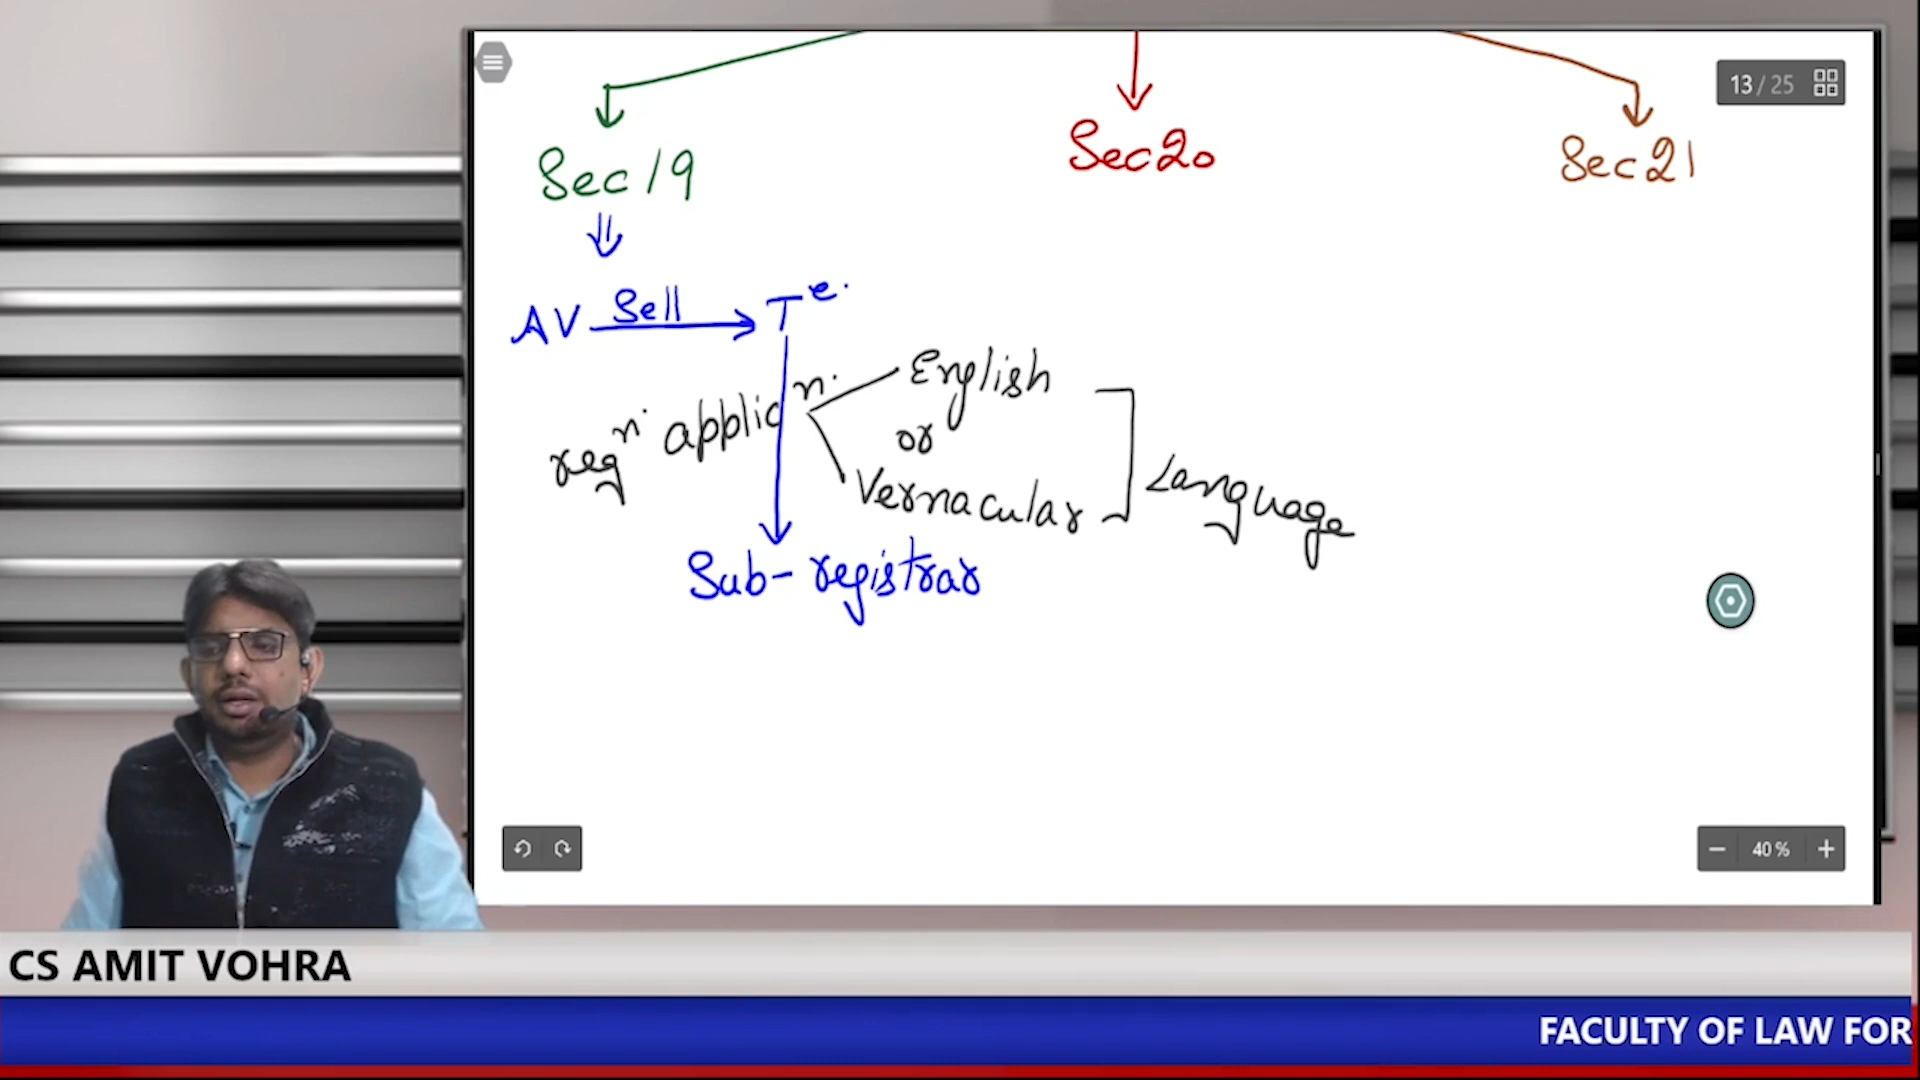 13 / 25
Sec 19
Sec 20
Sec 21
AV Sell Tᵉ·
regⁿ· applicⁿ·
English
or
Vernacular
Language
Sub-registrar
40 %
CS AMIT VOHRA
FACULTY OF LAW FOR